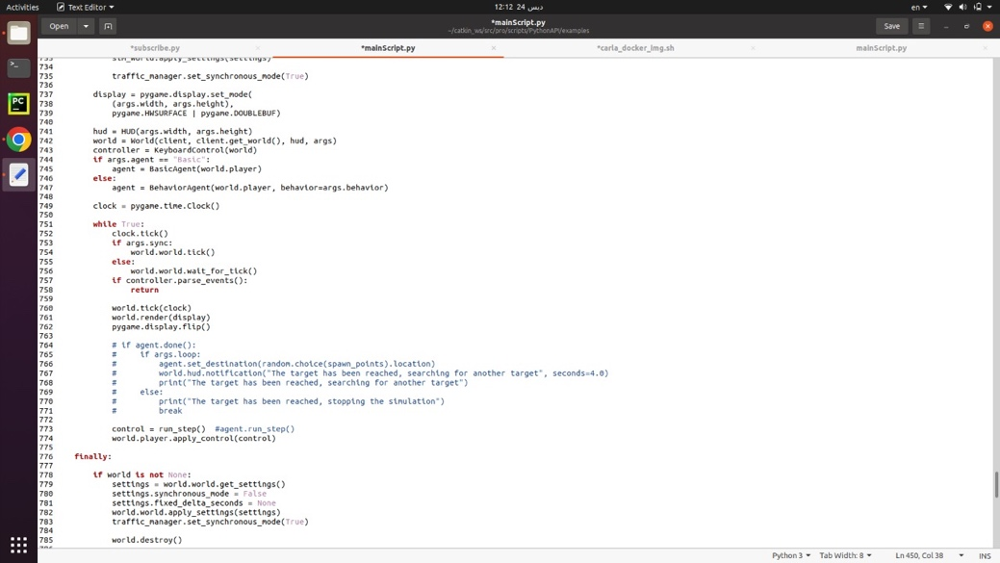 Activities
Text Editor
12:12 24 دیس
en
Open
*mainScript.py
~/catkin_ws/src/pro/scripts/PythonAPI/examples
Save
*subscribe.py
*mainScript.py
*carla_docker_img.sh
mainScript.py
733 sim_world.apply_settings(settings)
734
735 traffic_manager.set_synchronous_mode(True)
736
737 display = pygame.display.set_mode(
738 (args.width, args.height),
739 pygame.HWSURFACE | pygame.DOUBLEBUF)
740
741 hud = HUD(args.width, args.height)
742 world = World(client, client.get_world(), hud, args)
743 controller = KeyboardControl(world)
744 if args.agent == "Basic":
745 agent = BasicAgent(world.player)
746 else:
747 agent = BehaviorAgent(world.player, behavior=args.behavior)
748
749 clock = pygame.time.Clock()
750
751 while True:
752 clock.tick()
753 if args.sync:
754 world.world.tick()
755 else:
756 world.world.wait_for_tick()
757 if controller.parse_events():
758 return
759
760 world.tick(clock)
761 world.render(display)
762 pygame.display.flip()
763
764 # if agent.done():
765 #     if args.loop:
766 #         agent.set_destination(random.choice(spawn_points).location)
767 #         world.hud.notification("The target has been reached, searching for another target", seconds=4.0)
768 #         print("The target has been reached, searching for another target")
769 #     else:
770 #         print("The target has been reached, stopping the simulation")
771 #         break
772
773 control = run_step()  #agent.run_step()
774 world.player.apply_control(control)
775
776 finally:
777
778 if world is not None:
779 settings = world.world.get_settings()
780 settings.synchronous_mode = False
781 settings.fixed_delta_seconds = None
782 world.world.apply_settings(settings)
783 traffic_manager.set_synchronous_mode(True)
784
785 world.destroy()
Python 3
Tab Width: 8
Ln 450, Col 38
INS
PC